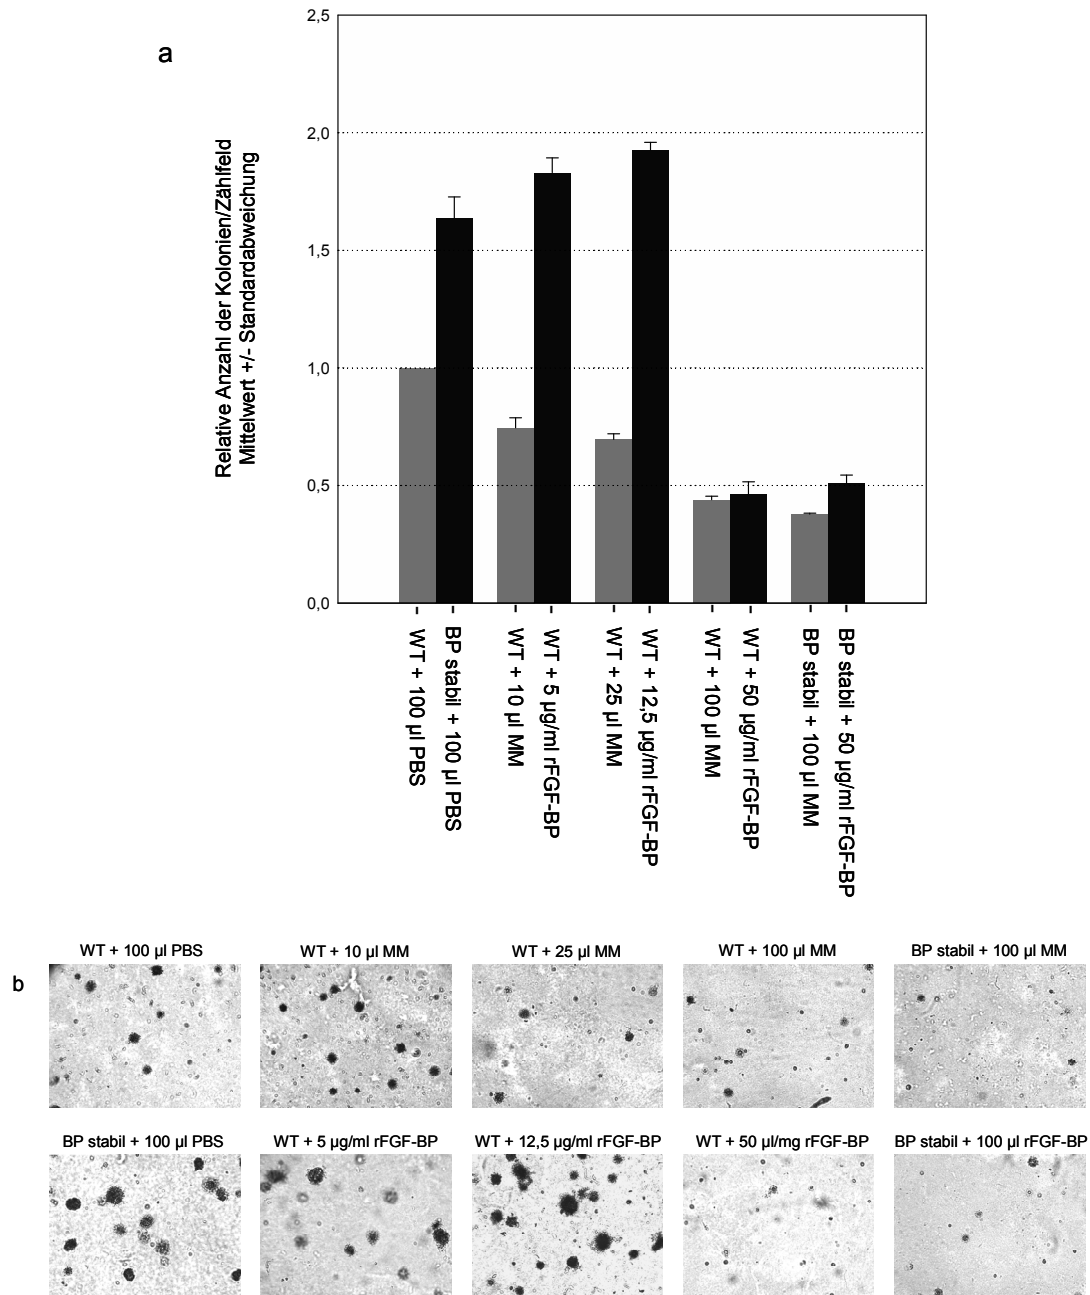 a
2,5
2,0
1,5
1,0
0,5
0,0
Relative Anzahl der Kolonien/Zählfeld
Mittelwert +/- Standardabweichung
WT + 100 µl PBS
BP stabil + 100 µl PBS
WT + 10 µl MM
WT + 5 µg/ml rFGF-BP
WT + 25 µl MM
WT + 12,5 µg/ml rFGF-BP
WT + 100 µl MM
WT + 50 µg/ml rFGF-BP
BP stabil + 100 µl MM
BP stabil + 50 µg/ml rFGF-BP
b
WT + 100 µl PBS
WT + 10 µl MM
WT + 25 µl MM
WT + 100 µl MM
BP stabil + 100 µl MM
BP stabil + 100 µl PBS
WT + 5 µg/ml rFGF-BP
WT + 12,5 µg/ml rFGF-BP
WT + 50 µl/mg rFGF-BP
BP stabil + 100 µl rFGF-BP